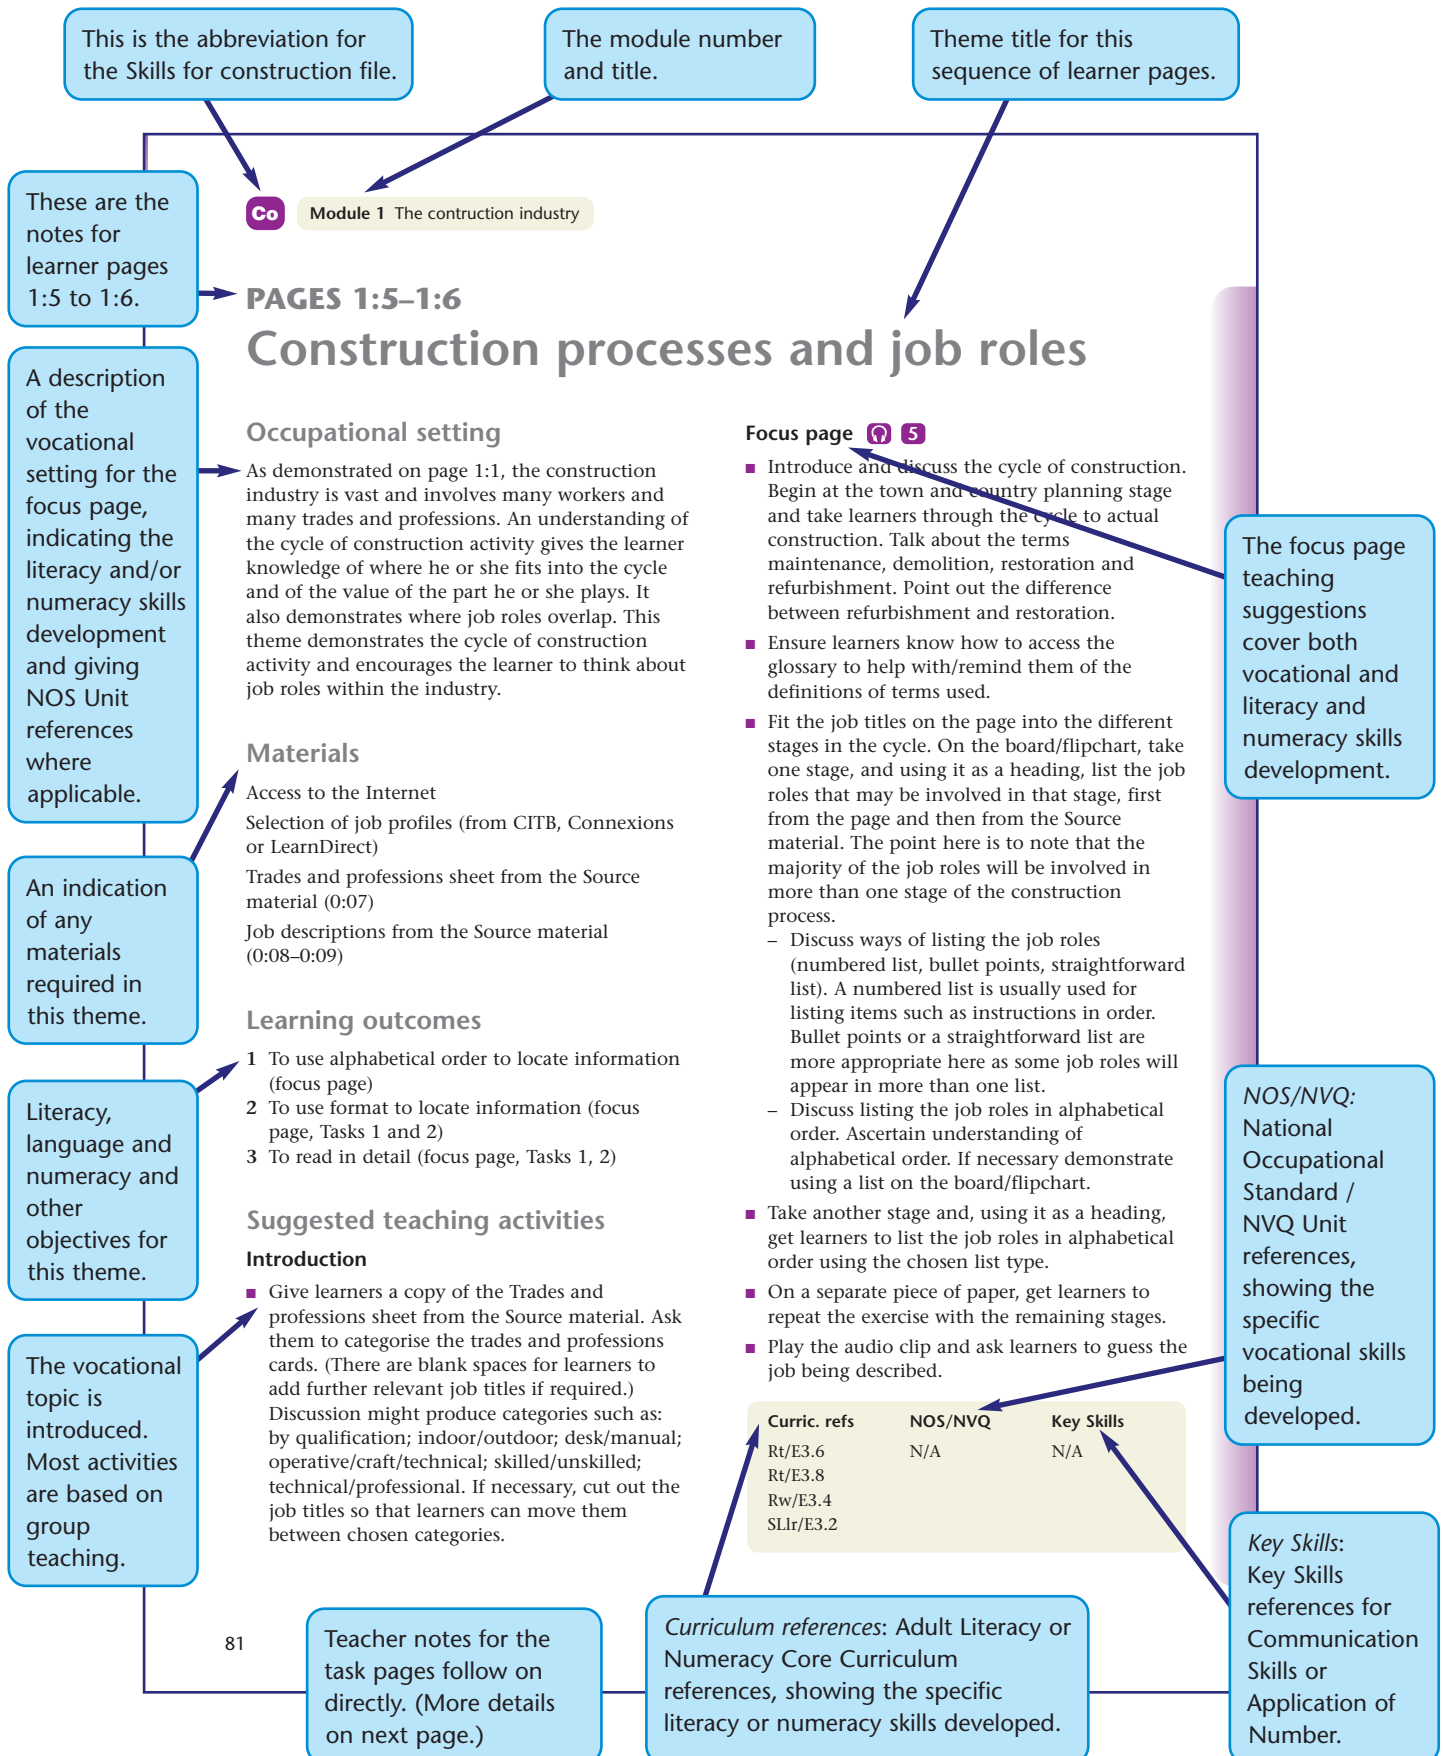 This is the abbreviation for
the Skills for construction file.
The module number
and title.
Theme title for this
sequence of learner pages.
These are the
notes for
learner pages
1:5 to 1:6.
A description
of the
vocational
setting for the
focus page,
indicating the
literacy and/or
numeracy skills
development
and giving
NOS Unit
references
where
applicable.
An indication
of any
materials
required in
this theme.
Literacy,
language and
numeracy and
other
objectives for
this theme.
The vocational
topic is
introduced.
Most activities
are based on
group
teaching.
Co Module 1 The contruction industry
PAGES 1:5–1:6
Construction processes and job roles
Occupational setting
As demonstrated on page 1:1, the construction
industry is vast and involves many workers and
many trades and professions. An understanding of
the cycle of construction activity gives the learner
knowledge of where he or she fits into the cycle
and of the value of the part he or she plays. It
also demonstrates where job roles overlap. This
theme demonstrates the cycle of construction
activity and encourages the learner to think about
job roles within the industry.
Materials
Access to the Internet
Selection of job profiles (from CITB, Connexions
or LearnDirect)
Trades and professions sheet from the Source
material (0:07)
Job descriptions from the Source material
(0:08–0:09)
Learning outcomes
1 To use alphabetical order to locate information
(focus page)
2 To use format to locate information (focus
page, Tasks 1 and 2)
3 To read in detail (focus page, Tasks 1, 2)
Suggested teaching activities
Introduction
■ Give learners a copy of the Trades and
professions sheet from the Source material. Ask
them to categorise the trades and professions
cards. (There are blank spaces for learners to
add further relevant job titles if required.)
Discussion might produce categories such as:
by qualification; indoor/outdoor; desk/manual;
operative/craft/technical; skilled/unskilled;
technical/professional. If necessary, cut out the
job titles so that learners can move them
between chosen categories.
Focus page 5
■ Introduce and discuss the cycle of construction.
Begin at the town and country planning stage
and take learners through the cycle to actual
construction. Talk about the terms
maintenance, demolition, restoration and
refurbishment. Point out the difference
between refurbishment and restoration.
■ Ensure learners know how to access the
glossary to help with/remind them of the
definitions of terms used.
■ Fit the job titles on the page into the different
stages in the cycle. On the board/flipchart, take
one stage, and using it as a heading, list the job
roles that may be involved in that stage, first
from the page and then from the Source
material. The point here is to note that the
majority of the job roles will be involved in
more than one stage of the construction
process.
– Discuss ways of listing the job roles
(numbered list, bullet points, straightforward
list). A numbered list is usually used for
listing items such as instructions in order.
Bullet points or a straightforward list are
more appropriate here as some job roles will
appear in more than one list.
– Discuss listing the job roles in alphabetical
order. Ascertain understanding of
alphabetical order. If necessary demonstrate
using a list on the board/flipchart.
■ Take another stage and, using it as a heading,
get learners to list the job roles in alphabetical
order using the chosen list type.
■ On a separate piece of paper, get learners to
repeat the exercise with the remaining stages.
■ Play the audio clip and ask learners to guess the
job being described.
Curric. refs NOS/NVQ Key Skills
Rt/E3.6 N/A N/A
Rt/E3.8
Rw/E3.4
SLlr/E3.2
The focus page
teaching
suggestions
cover both
vocational and
literacy and
numeracy skills
development.
NOS/NVQ:
National
Occupational
Standard /
NVQ Unit
references,
showing the
specific
vocational skills
being
developed.
Key Skills:
Key Skills
references for
Communication
Skills or
Application of
Number.
81
Teacher notes for the
task pages follow on
directly. (More details
on next page.)
Curriculum references: Adult Literacy or
Numeracy Core Curriculum
references, showing the specific
literacy or numeracy skills developed.